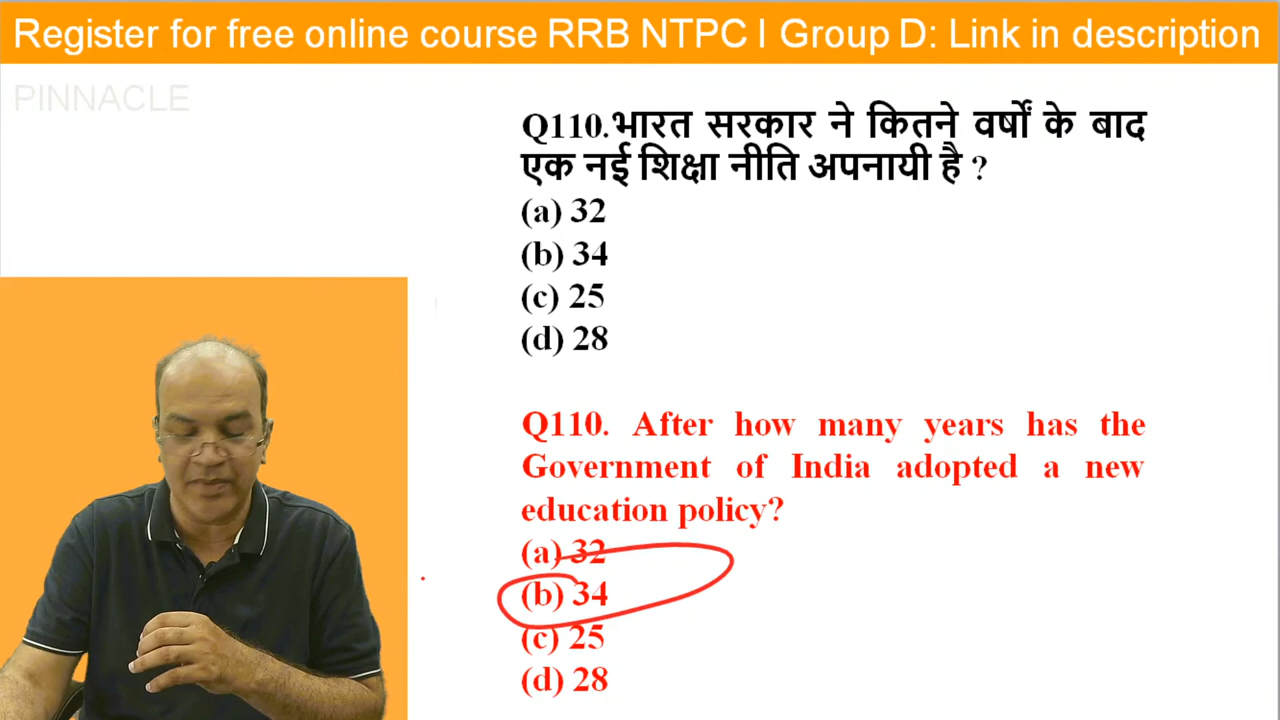 Register for free online course RRB NTPC I Group D: Link in description
PINNACLE
Q110.भारत सरकार ने कितने वर्षों के बाद
एक नई शिक्षा नीति अपनायी है ?
(a) 32
(b) 34
(c) 25
(d) 28
Q110. After how many years has the
Government of India adopted a new
education policy?
(a) 32
(b) 34
(c) 25
(d) 28